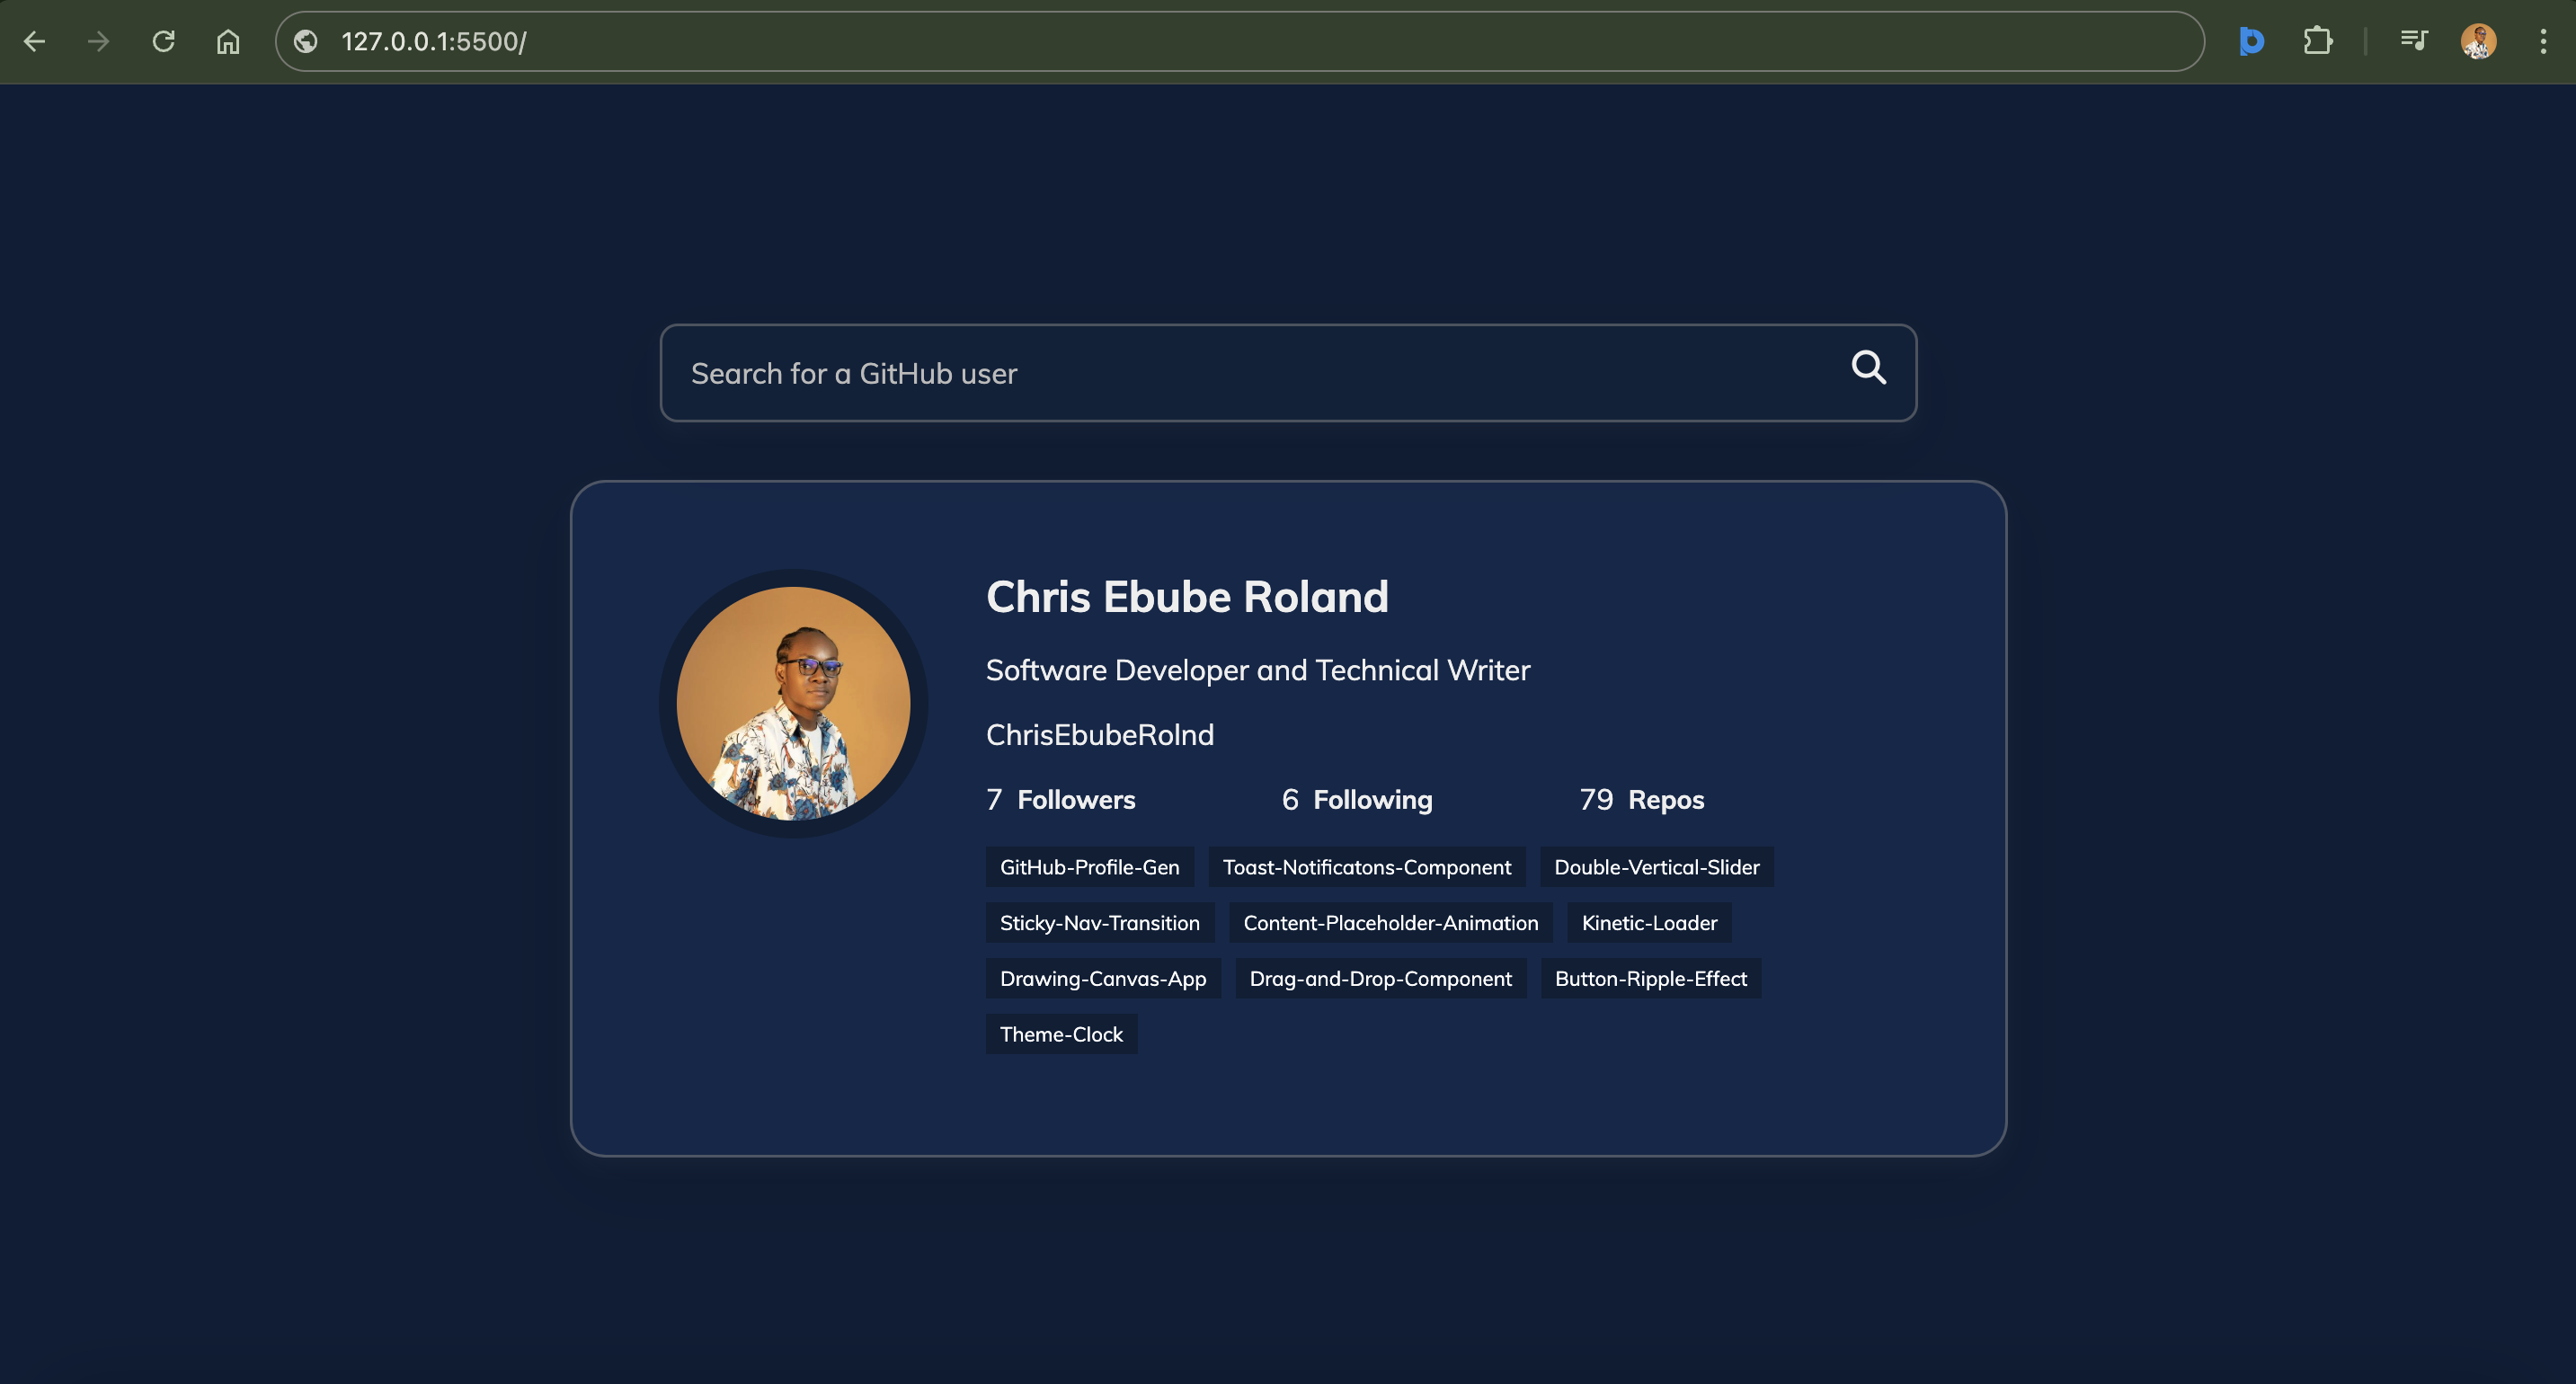 127.0.0.1:5500/
Search for a GitHub user
Chris Ebube Roland
Software Developer and Technical Writer
ChrisEbubeRolnd
7 Followers 6 Following 79 Repos
GitHub-Profile-Gen Toast-Notificatons-Component Double-Vertical-Slider
Sticky-Nav-Transition Content-Placeholder-Animation Kinetic-Loader
Drawing-Canvas-App Drag-and-Drop-Component Button-Ripple-Effect
Theme-Clock